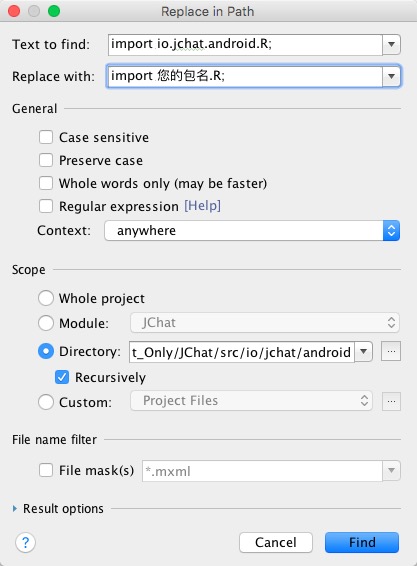 Replace in Path
Text to find: import io.jchat.android.R;
Replace with: import 您的包名.R;
General
Case sensitive
Preserve case
Whole words only (may be faster)
Regular expression [Help]
Context: anywhere
Scope
Whole project
Module: JChat
Directory: t_Only/JChat/src/io/jchat/android ...
Recursively
Custom: Project Files ...
File name filter
File mask(s) *.mxml
Result options
? Cancel Find